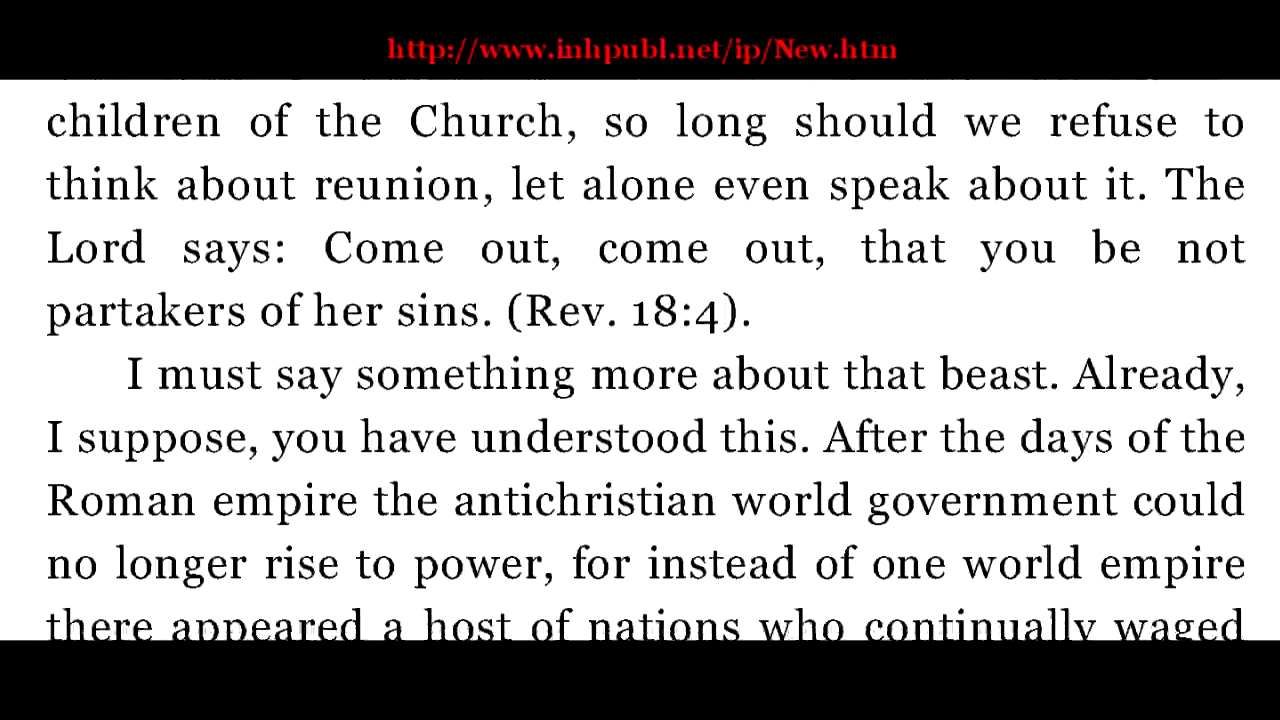 http://www.inhpubl.net/ip/New.htm
children of the Church, so long should we refuse to
think about reunion, let alone even speak about it. The
Lord says: Come out, come out, that you be not
partakers of her sins. (Rev. 18:4).
I must say something more about that beast. Already,
I suppose, you have understood this. After the days of the
Roman empire the antichristian world government could
no longer rise to power, for instead of one world empire
there appeared a host of nations who continually waged